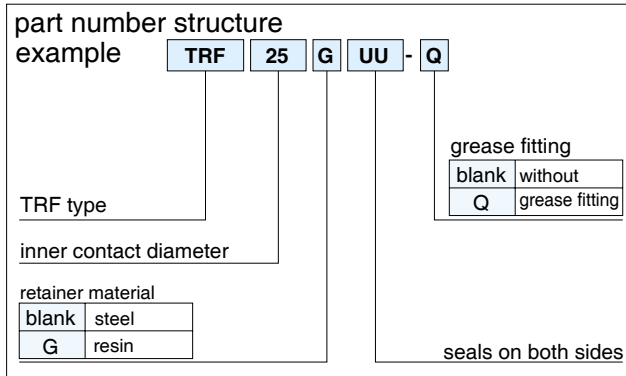 part number structure
example TRF 25 G UU - Q
grease fitting
blank without
Q grease fitting
TRF type
inner contact diameter
retainer material
blank steel
G resin
seals on both sides